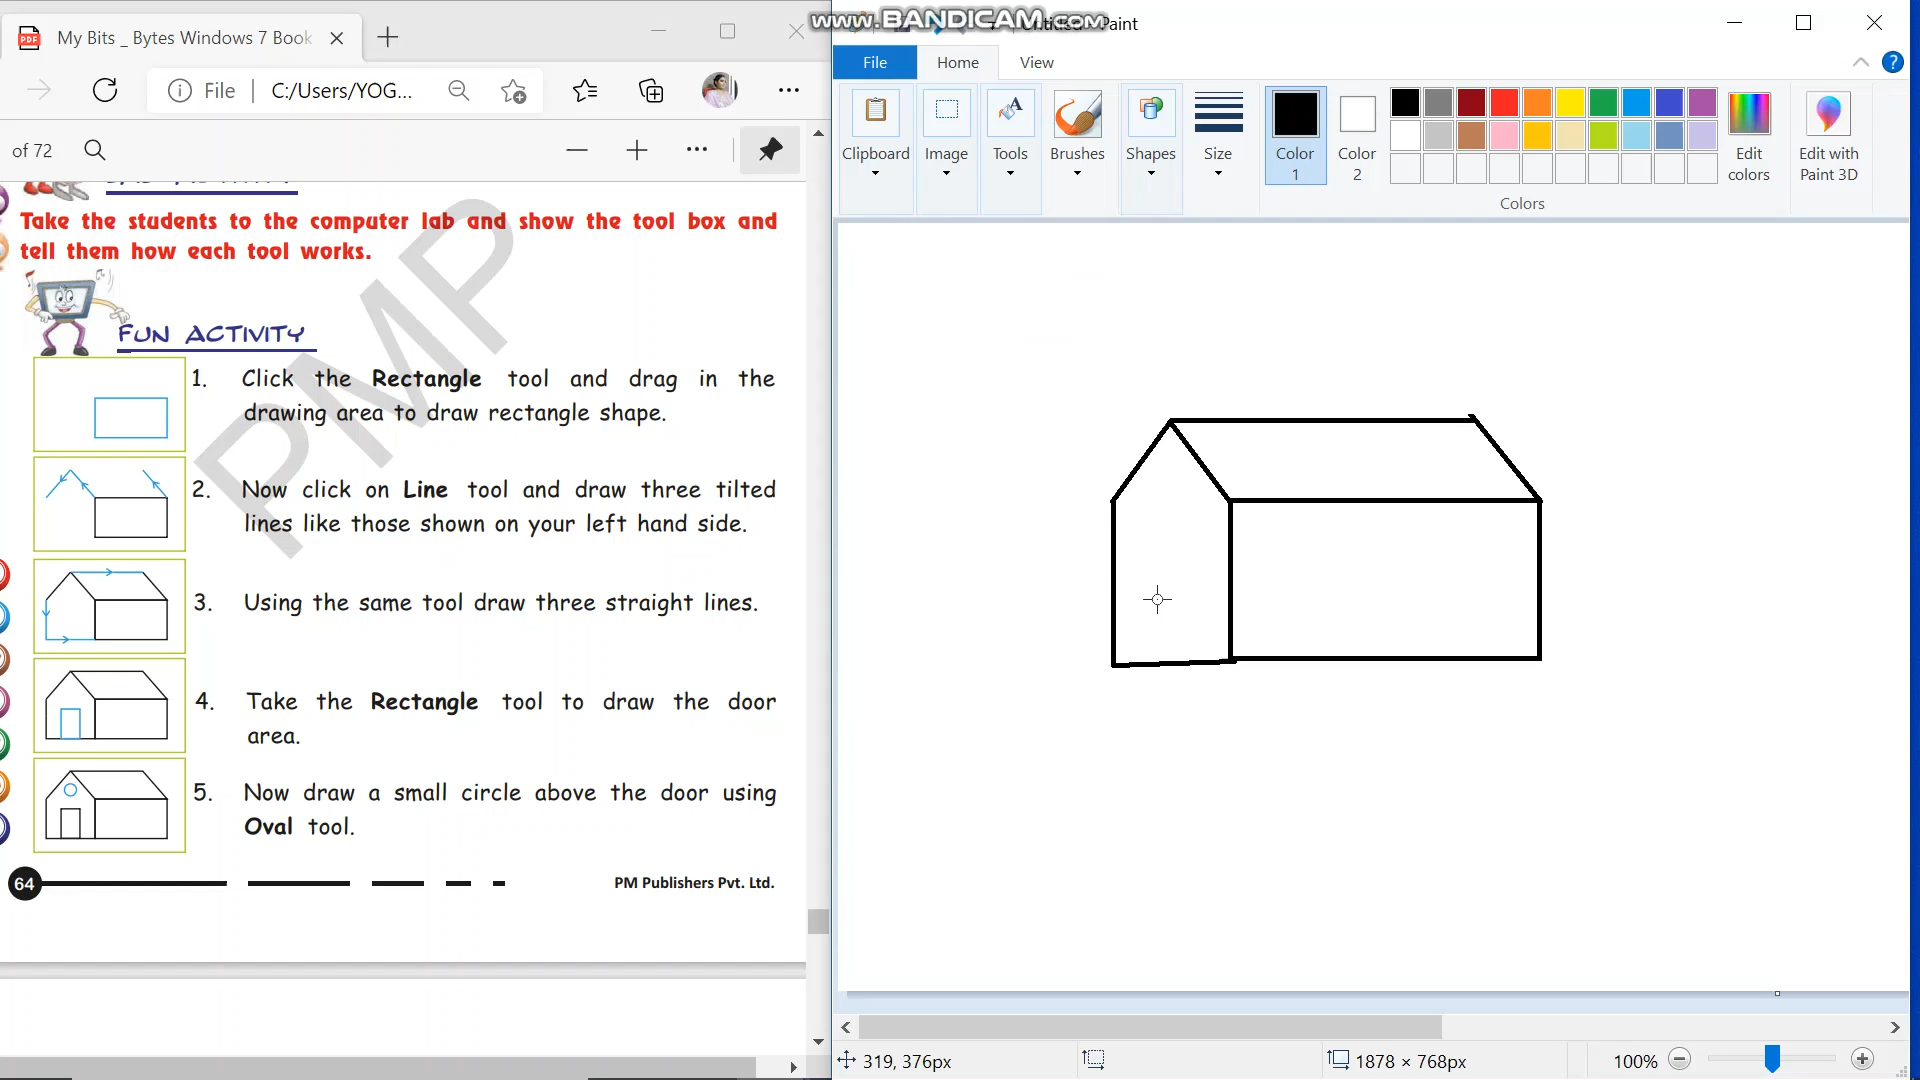 www.BANDICAM.com
My Bits _ Bytes Windows 7 Book
Untitled - Paint
File
C:/Users/YOG...
of 72
File
Home
View
Clipboard
Image
Tools
Brushes
Shapes
Size
Color
1
Color
2
Edit
colors
Edit with
Paint 3D
Colors
LAB ACTIVITY
Take the students to the computer lab and show the tool box and
tell them how each tool works.
PMP
FUN ACTIVITY
1. Click the Rectangle tool and drag in the
drawing area to draw rectangle shape.
2. Now click on Line tool and draw three tilted
lines like those shown on your left hand side.
3. Using the same tool draw three straight lines.
4. Take the Rectangle tool to draw the door
area.
5. Now draw a small circle above the door using
Oval tool.
64
PM Publishers Pvt. Ltd.
319, 376px
1878 × 768px
100%